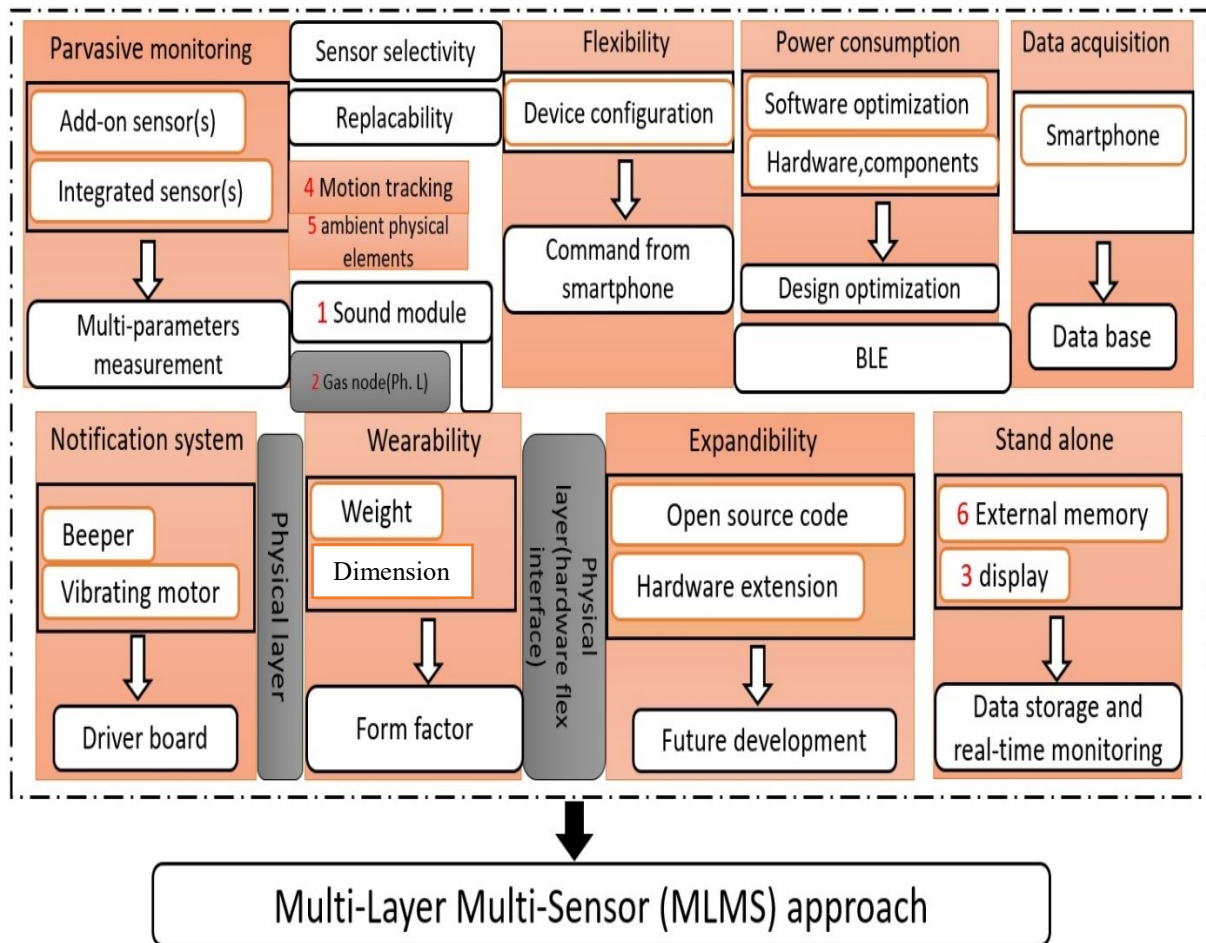 Parvasive monitoring
Add-on sensor(s)
Integrated sensor(s)
Multi-parameters
measurement
Sensor selectivity
Replacability
4 Motion tracking
5 ambient physical
elements
1 Sound module
2 Gas node(Ph. L)
Flexibility
Device configuration
Command from
smartphone
Power consumption
Software optimization
Hardware,components
Design optimization
BLE
Data acquisition
Smartphone
Data base
Notification system
Beeper
Vibrating motor
Driver board
Physical layer
Wearability
Weight
Dimension
Form factor
Physical
layer(hardware flex
interface)
Expandibility
Open source code
Hardware extension
Future development
Stand alone
6 External memory
3 display
Data storage and
real-time monitoring
Multi-Layer Multi-Sensor (MLMS) approach